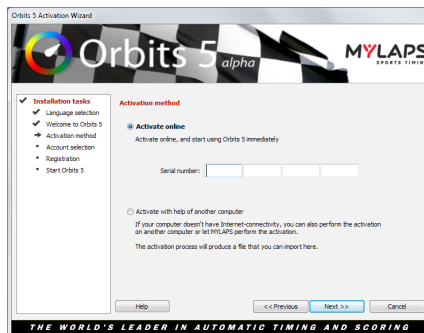 Orbits 5 Activation Wizard
Orbits 5 alpha
MYLAPS
SPORTS TIMIN
Installation tasks
Language selection
Welcome to Orbits 5
Activation method
Account selection
Registration
Start Orbits 5
Activation method
Activate online
Activate online, and start using Orbits 5 immediately
Serial number:
Activate with help of another computer
If your computer doesn't have Internet-connectivity, you can also perform the activation
on another computer or let MYLAPS perform the activation.
The activation process will produce a file that you can import here.
Help
<< Previous
Next >>
Cancel
THE WORLD'S LEADER IN AUTOMATIC TIMING AND SCORING